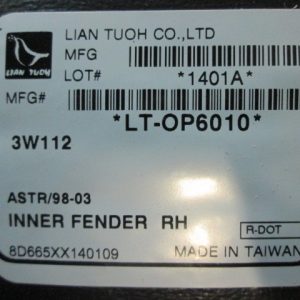 LIAN TUOH CO.,LTD
MFG
LOT# *1401A*
LIAN TUOH
MFG# *LT-OP6010*
3W112
ASTR/98-03
INNER FENDER RH
R-DOT
8D665XX140109 MADE IN TAIWAN